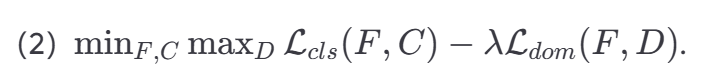 (2) min_{F,C} max_D ℒ_{cls}(F, C) − λℒ_{dom}(F, D).